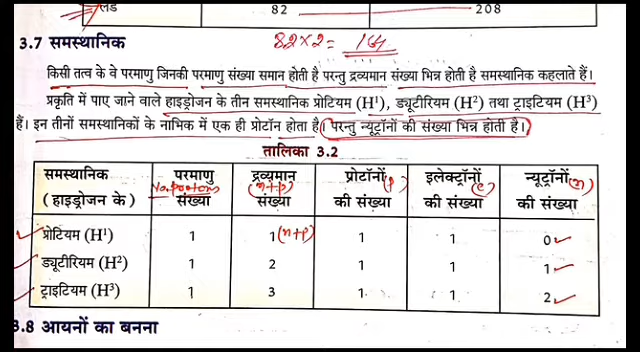 लेड 82 208
3.7 समस्थानिक 82×2= 164
किसी तत्व के वे परमाणु जिनकी परमाणु संख्या समान होती है परन्तु द्रव्यमान संख्या भिन्न होती है समस्थानिक कहलाते हैं।
प्रकृति में पाए जाने वाले हाइड्रोजन के तीन समस्थानिक प्रोटियम (H¹), ड्यूटीरियम (H²) तथा ट्राइटियम (H³)
हैं। इन तीनों समस्थानिकों के नाभिक में एक ही प्रोटॉन होता है। परन्तु न्यूट्रॉनों की संख्या भिन्न होती है।
तालिका 3.2
समस्थानिक परमाणु द्रव्यमान प्रोटॉनों (p) इलेक्ट्रॉनों (e) न्यूट्रॉनों (n)
No. protons (n+p)
(हाइड्रोजन के) संख्या संख्या की संख्या की संख्या की संख्या
प्रोटियम (H¹) 1 1 (n+p) 1 1 0
ड्यूटीरियम (H²) 1 2 1 1 1
ट्राइटियम (H³) 1 3 1 1 2
3.8 आयनों का बनना